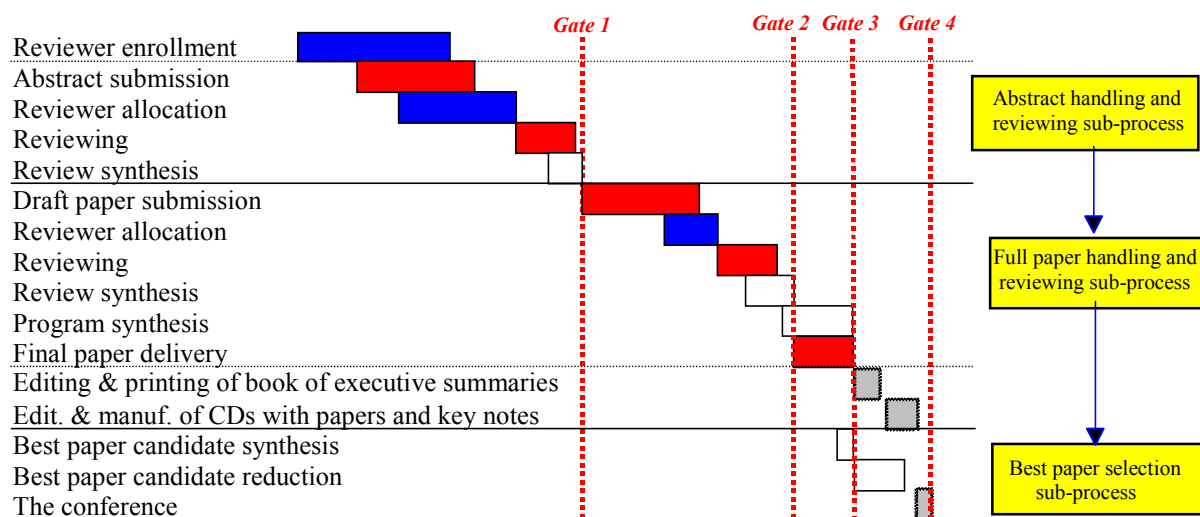 Gate 1
Gate 2
Gate 3
Gate 4
Reviewer enrollment
Abstract submission
Reviewer allocation
Reviewing
Review synthesis
Draft paper submission
Reviewer allocation
Reviewing
Review synthesis
Program synthesis
Final paper delivery
Editing & printing of book of executive summaries
Edit. & manuf. of CDs with papers and key notes
Best paper candidate synthesis
Best paper candidate reduction
The conference
Abstract handling and
reviewing sub-process
Full paper handling and
reviewing sub-process
Best paper selection
sub-process